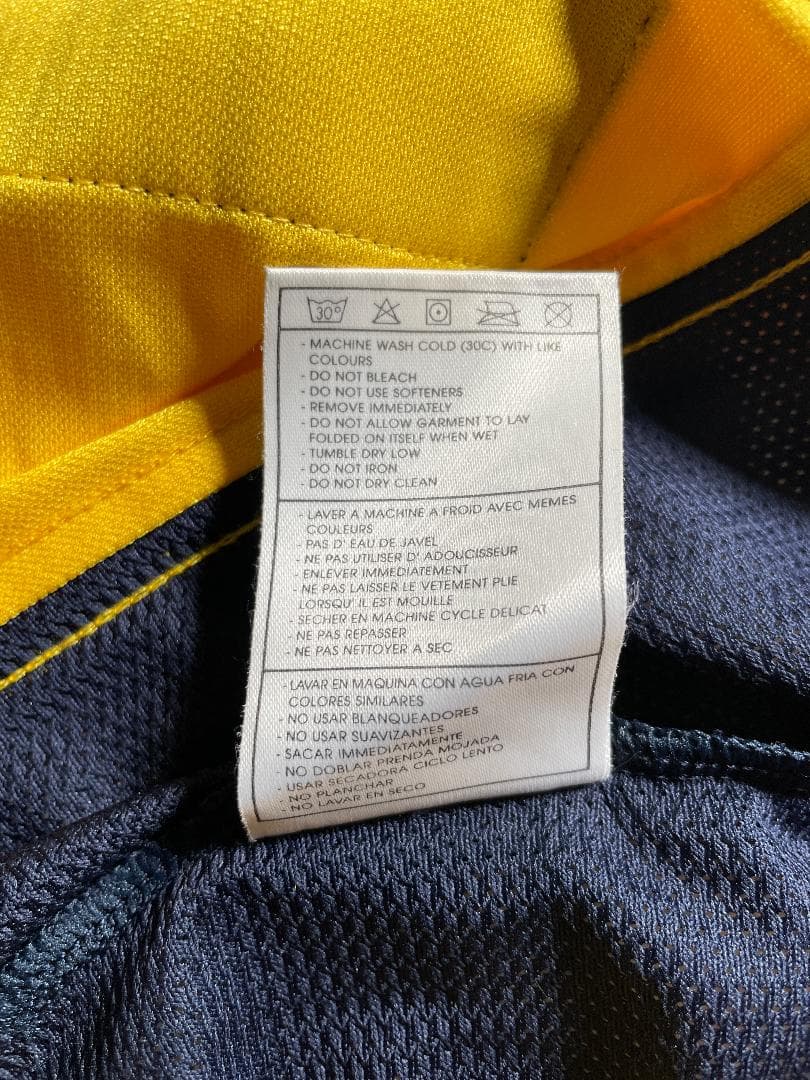 30°
- MACHINE WASH COLD (30C) WITH LIKE
COLOURS
- DO NOT BLEACH
- DO NOT USE SOFTENERS
- REMOVE IMMEDIATELY
- DO NOT ALLOW GARMENT TO LAY
FOLDED ON ITSELF WHEN WET
- TUMBLE DRY LOW
- DO NOT IRON
- DO NOT DRY CLEAN
- LAVER A MACHINE A FROID AVEC MEMES
COULEURS
- PAS D' EAU DE JAVEL
- NE PAS UTILISER D' ADOUCISSEUR
- ENLEVER IMMEDIATEMENT
- NE PAS LAISSER LE VETEMENT PLIE
LORSQU' IL EST MOUILLE
- SECHER EN MACHINE CYCLE DELICAT
- NE PAS REPASSER
- NE PAS NETTOYER A SEC
- LAVAR EN MAQUINA CON AGUA FRIA CON
COLORES SIMILARES
- NO USAR BLANQUEADORES
- NO USAR SUAVIZANTES
- SACAR IMMEDIATAMENTE
- NO DOBLAR PRENDA MOJADA
- USAR SECADORA CICLO LENTO
- NO PLANCHAR
- NO LAVAR EN SECO